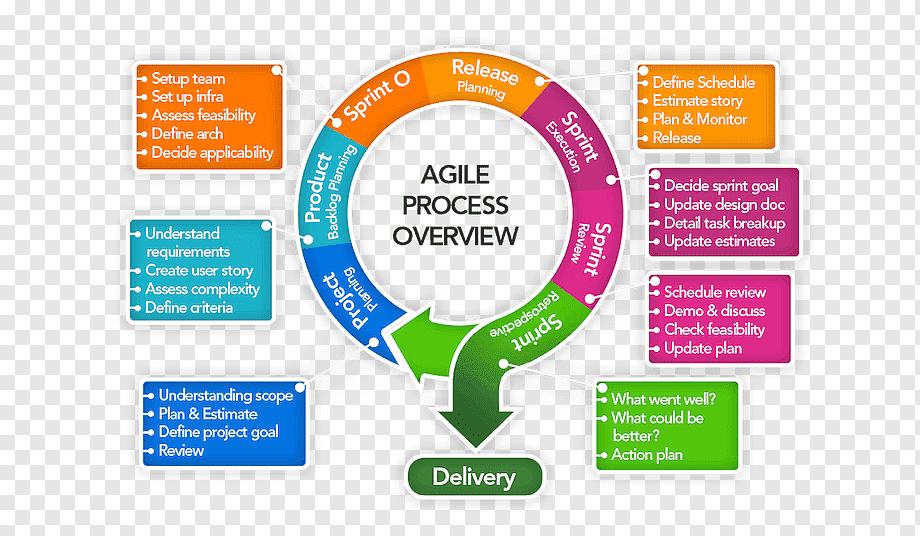 AGILE
PROCESS
OVERVIEW
Project
Planning
Understanding scope
Plan & Estimate
Define project goal
Review
Product
Backlog Planning
Understand
requirements
Create user story
Assess complexity
Define criteria
Sprint O
Setup team
Set up infra
Assess feasibility
Define arch
Decide applicability
Release
Planning
Define Schedule
Estimate story
Plan & Monitor
Release
Sprint
Execution
Decide sprint goal
Update design doc
Detail task breakup
Update estimates
Sprint
Review
Schedule review
Demo & discuss
Check feasibility
Update plan
Sprint
Retrospective
What went well?
What could be
better?
Action plan
Delivery